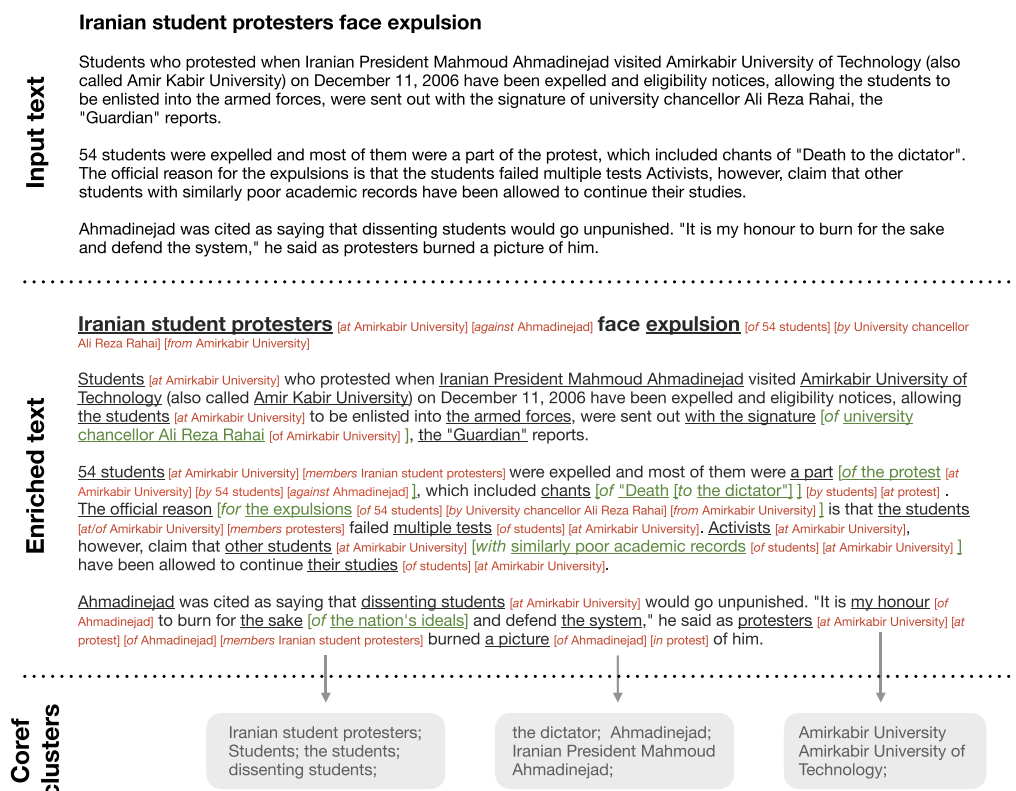 Iranian student protesters face expulsion
Input text
Students who protested when Iranian President Mahmoud Ahmadinejad visited Amirkabir University of Technology (also
called Amir Kabir University) on December 11, 2006 have been expelled and eligibility notices, allowing the students to
be enlisted into the armed forces, were sent out with the signature of university chancellor Ali Reza Rahai, the
"Guardian" reports.
54 students were expelled and most of them were a part of the protest, which included chants of "Death to the dictator".
The official reason for the expulsions is that the students failed multiple tests Activists, however, claim that other
students with similarly poor academic records have been allowed to continue their studies.
Ahmadinejad was cited as saying that dissenting students would go unpunished. "It is my honour to burn for the sake
and defend the system," he said as protesters burned a picture of him.
Enriched text
Iranian student protesters [at Amirkabir University] [against Ahmadinejad] face expulsion [of 54 students] [by University chancellor
Ali Reza Rahai] [from Amirkabir University]
Students [at Amirkabir University] who protested when Iranian President Mahmoud Ahmadinejad visited Amirkabir University of
Technology (also called Amir Kabir University) on December 11, 2006 have been expelled and eligibility notices, allowing
the students [at Amirkabir University] to be enlisted into the armed forces, were sent out with the signature [of university
chancellor Ali Reza Rahai [of Amirkabir University] ], the "Guardian" reports.
54 students [at Amirkabir University] [members Iranian student protesters] were expelled and most of them were a part [of the protest [at
Amirkabir University] [by 54 students] [against Ahmadinejad] ], which included chants [of "Death [to the dictator"] ] [by students] [at protest] .
The official reason [for the expulsions [of 54 students] [by University chancellor Ali Reza Rahai] [from Amirkabir University] ] is that the students
[at/of Amirkabir University] [members protesters] failed multiple tests [of students] [at Amirkabir University]. Activists [at Amirkabir University],
however, claim that other students [at Amirkabir University] [with similarly poor academic records [of students] [at Amirkabir University] ]
have been allowed to continue their studies [of students] [at Amirkabir University].
Ahmadinejad was cited as saying that dissenting students [at Amirkabir University] would go unpunished. "It is my honour [of
Ahmadinejad] to burn for the sake [of the nation's ideals] and defend the system," he said as protesters [at Amirkabir University] [at
protest] [of Ahmadinejad] [members Iranian student protesters] burned a picture [of Ahmadinejad] [in protest] of him.
Coref
clusters
Iranian student protesters;
Students; the students;
dissenting students;
the dictator; Ahmadinejad;
Iranian President Mahmoud
Ahmadinejad;
Amirkabir University
Amirkabir University of
Technology;